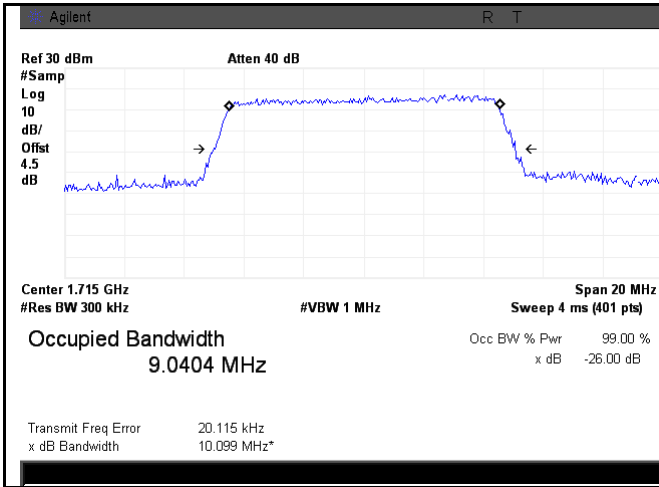 Agilent R T
Ref 30 dBm Atten 40 dB
#Samp
Log
10
dB/
Offst
4.5
dB
Center 1.715 GHz Span 20 MHz
#Res BW 300 kHz #VBW 1 MHz Sweep 4 ms (401 pts)
Occupied Bandwidth Occ BW % Pwr 99.00 %
9.0404 MHz x dB -26.00 dB
Transmit Freq Error 20.115 kHz
x dB Bandwidth 10.099 MHz*